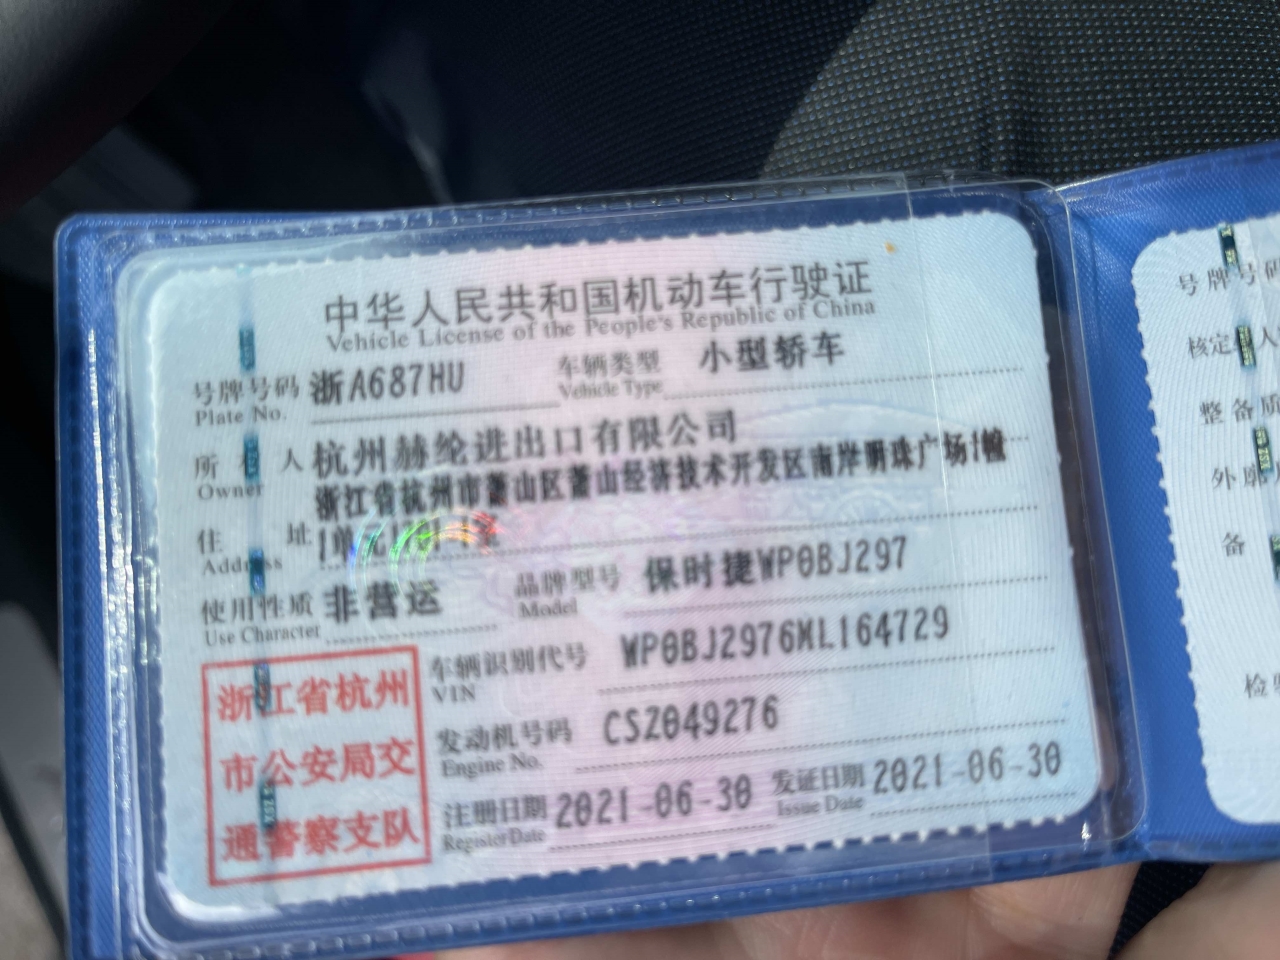 中华人民共和国机动车行驶证
Vehicle License of the People's Republic of China
号牌号码 浙A687HU 车辆类型 小型轿车
Plate No. Vehicle Type
所有人 杭州赫纶进出口有限公司
Owner
浙江省杭州市萧山区萧山经济技术开发区南岸明珠广场1幢
住址 1单元
Address
使用性质 非营运 品牌型号 保时捷WP0BJ297
Use Character Model
车辆识别代号 WP0BJ2976ML164729
VIN
发动机号码 CSZ049276
Engine No.
注册日期 2021-06-30 发证日期 2021-06-30
Register Date Issue Date
浙江省杭州
市公安局交
通警察支队
号牌号码
核定 人
整备质
外廓
备
检验